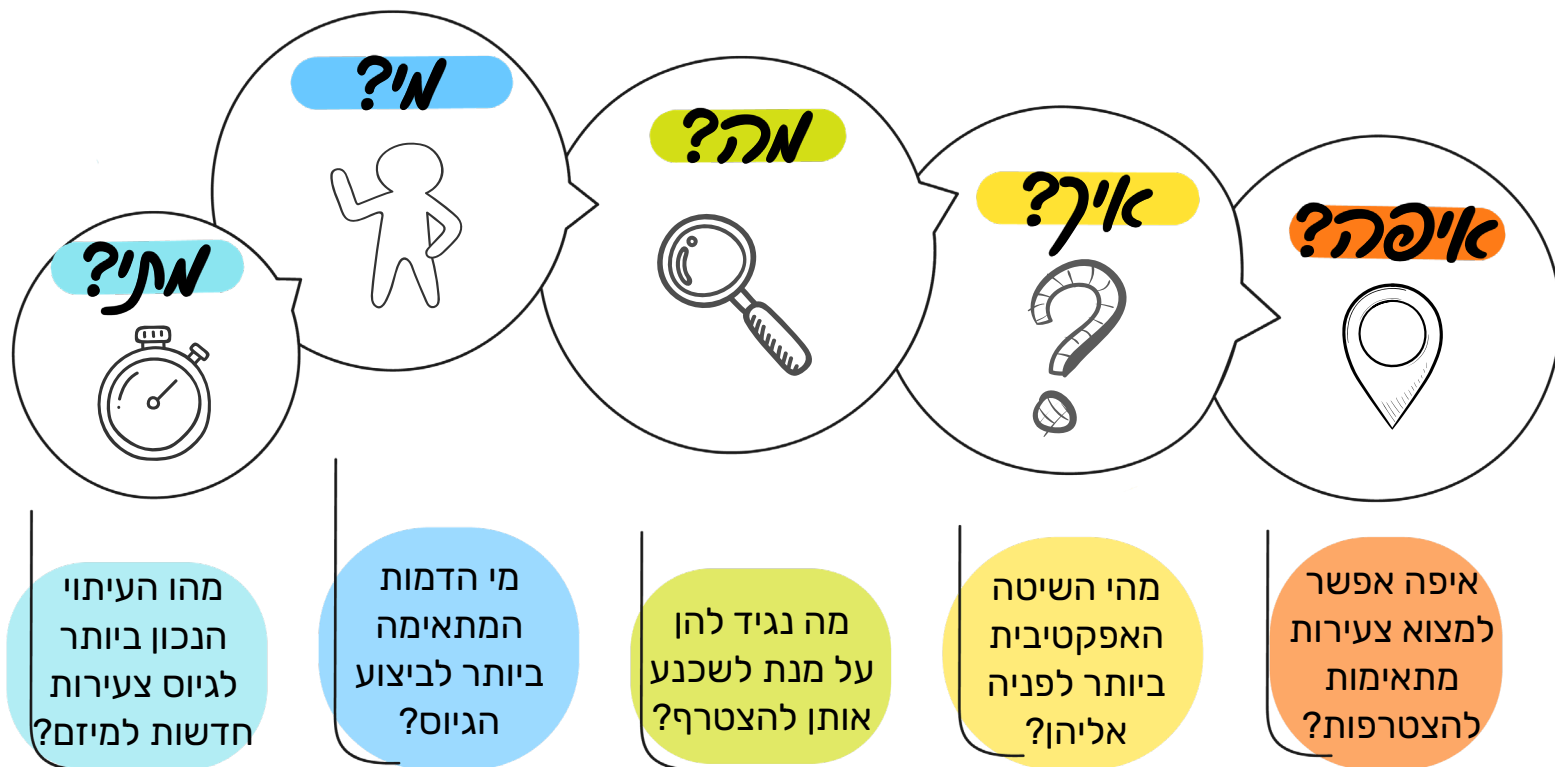 איפה?
איך?
מה?
מי?
מתי?
איפה אפשר
למצוא צעירות
מתאימות
להצטרפות?
מהי השיטה
האפקטיבית
ביותר לפניה
אליהן?
מה נגיד להן
על מנת לשכנע
אותן להצטרף?
מי הדמות
המתאימה
ביותר לביצוע
הגיוס?
מהו העיתוי
הנכון ביותר
לגיוס צעירות
חדשות למיזם?